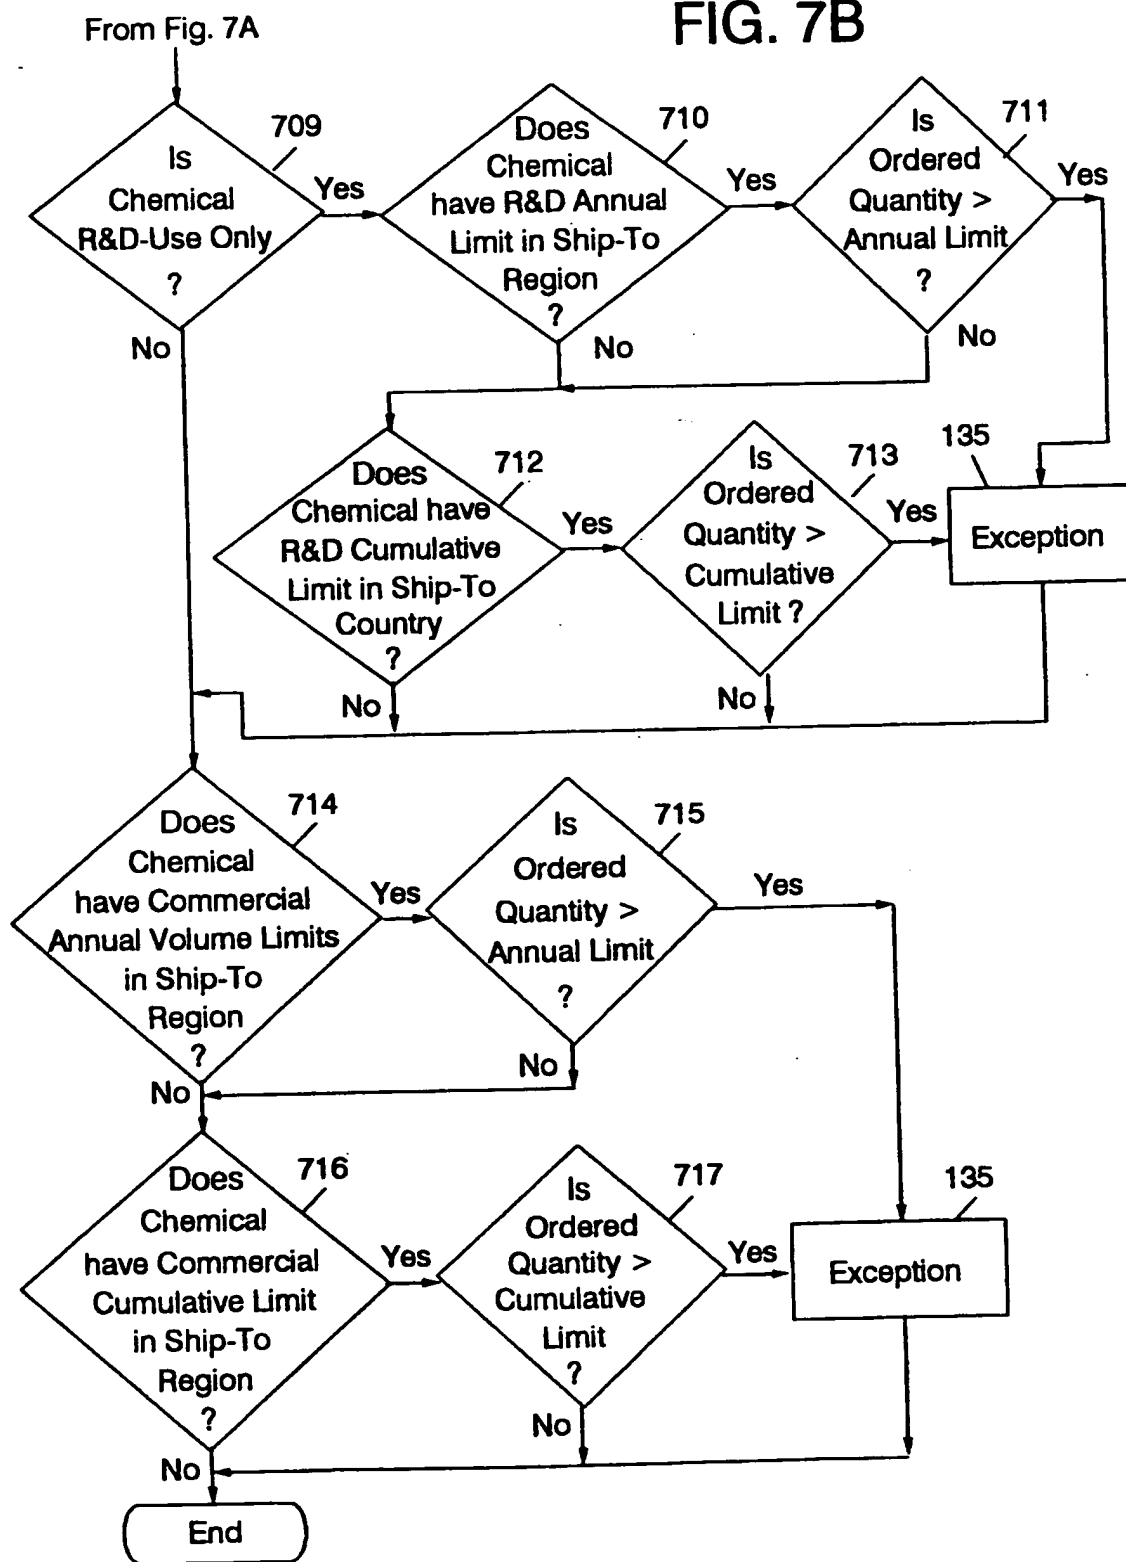 From Fig. 7A
FIG. 7B
709
Is
Chemical
R&D-Use Only
?
Yes
No
710
Does
Chemical
have R&D Annual
Limit in Ship-To
Region
?
Yes
No
711
Is
Ordered
Quantity >
Annual Limit
?
Yes
No
712
Does
Chemical have
R&D Cumulative
Limit in Ship-To
Country
?
Yes
No
713
Is
Ordered
Quantity >
Cumulative
Limit ?
Yes
No
135
Exception
714
Does
Chemical
have Commercial
Annual Volume Limits
in Ship-To
Region
?
Yes
No
715
Is
Ordered
Quantity >
Annual Limit
?
Yes
No
716
Does
Chemical
have Commercial
Cumulative Limit
in Ship-To
Region
?
Yes
No
717
Is
Ordered
Quantity >
Cumulative
Limit
?
Yes
No
135
Exception
End